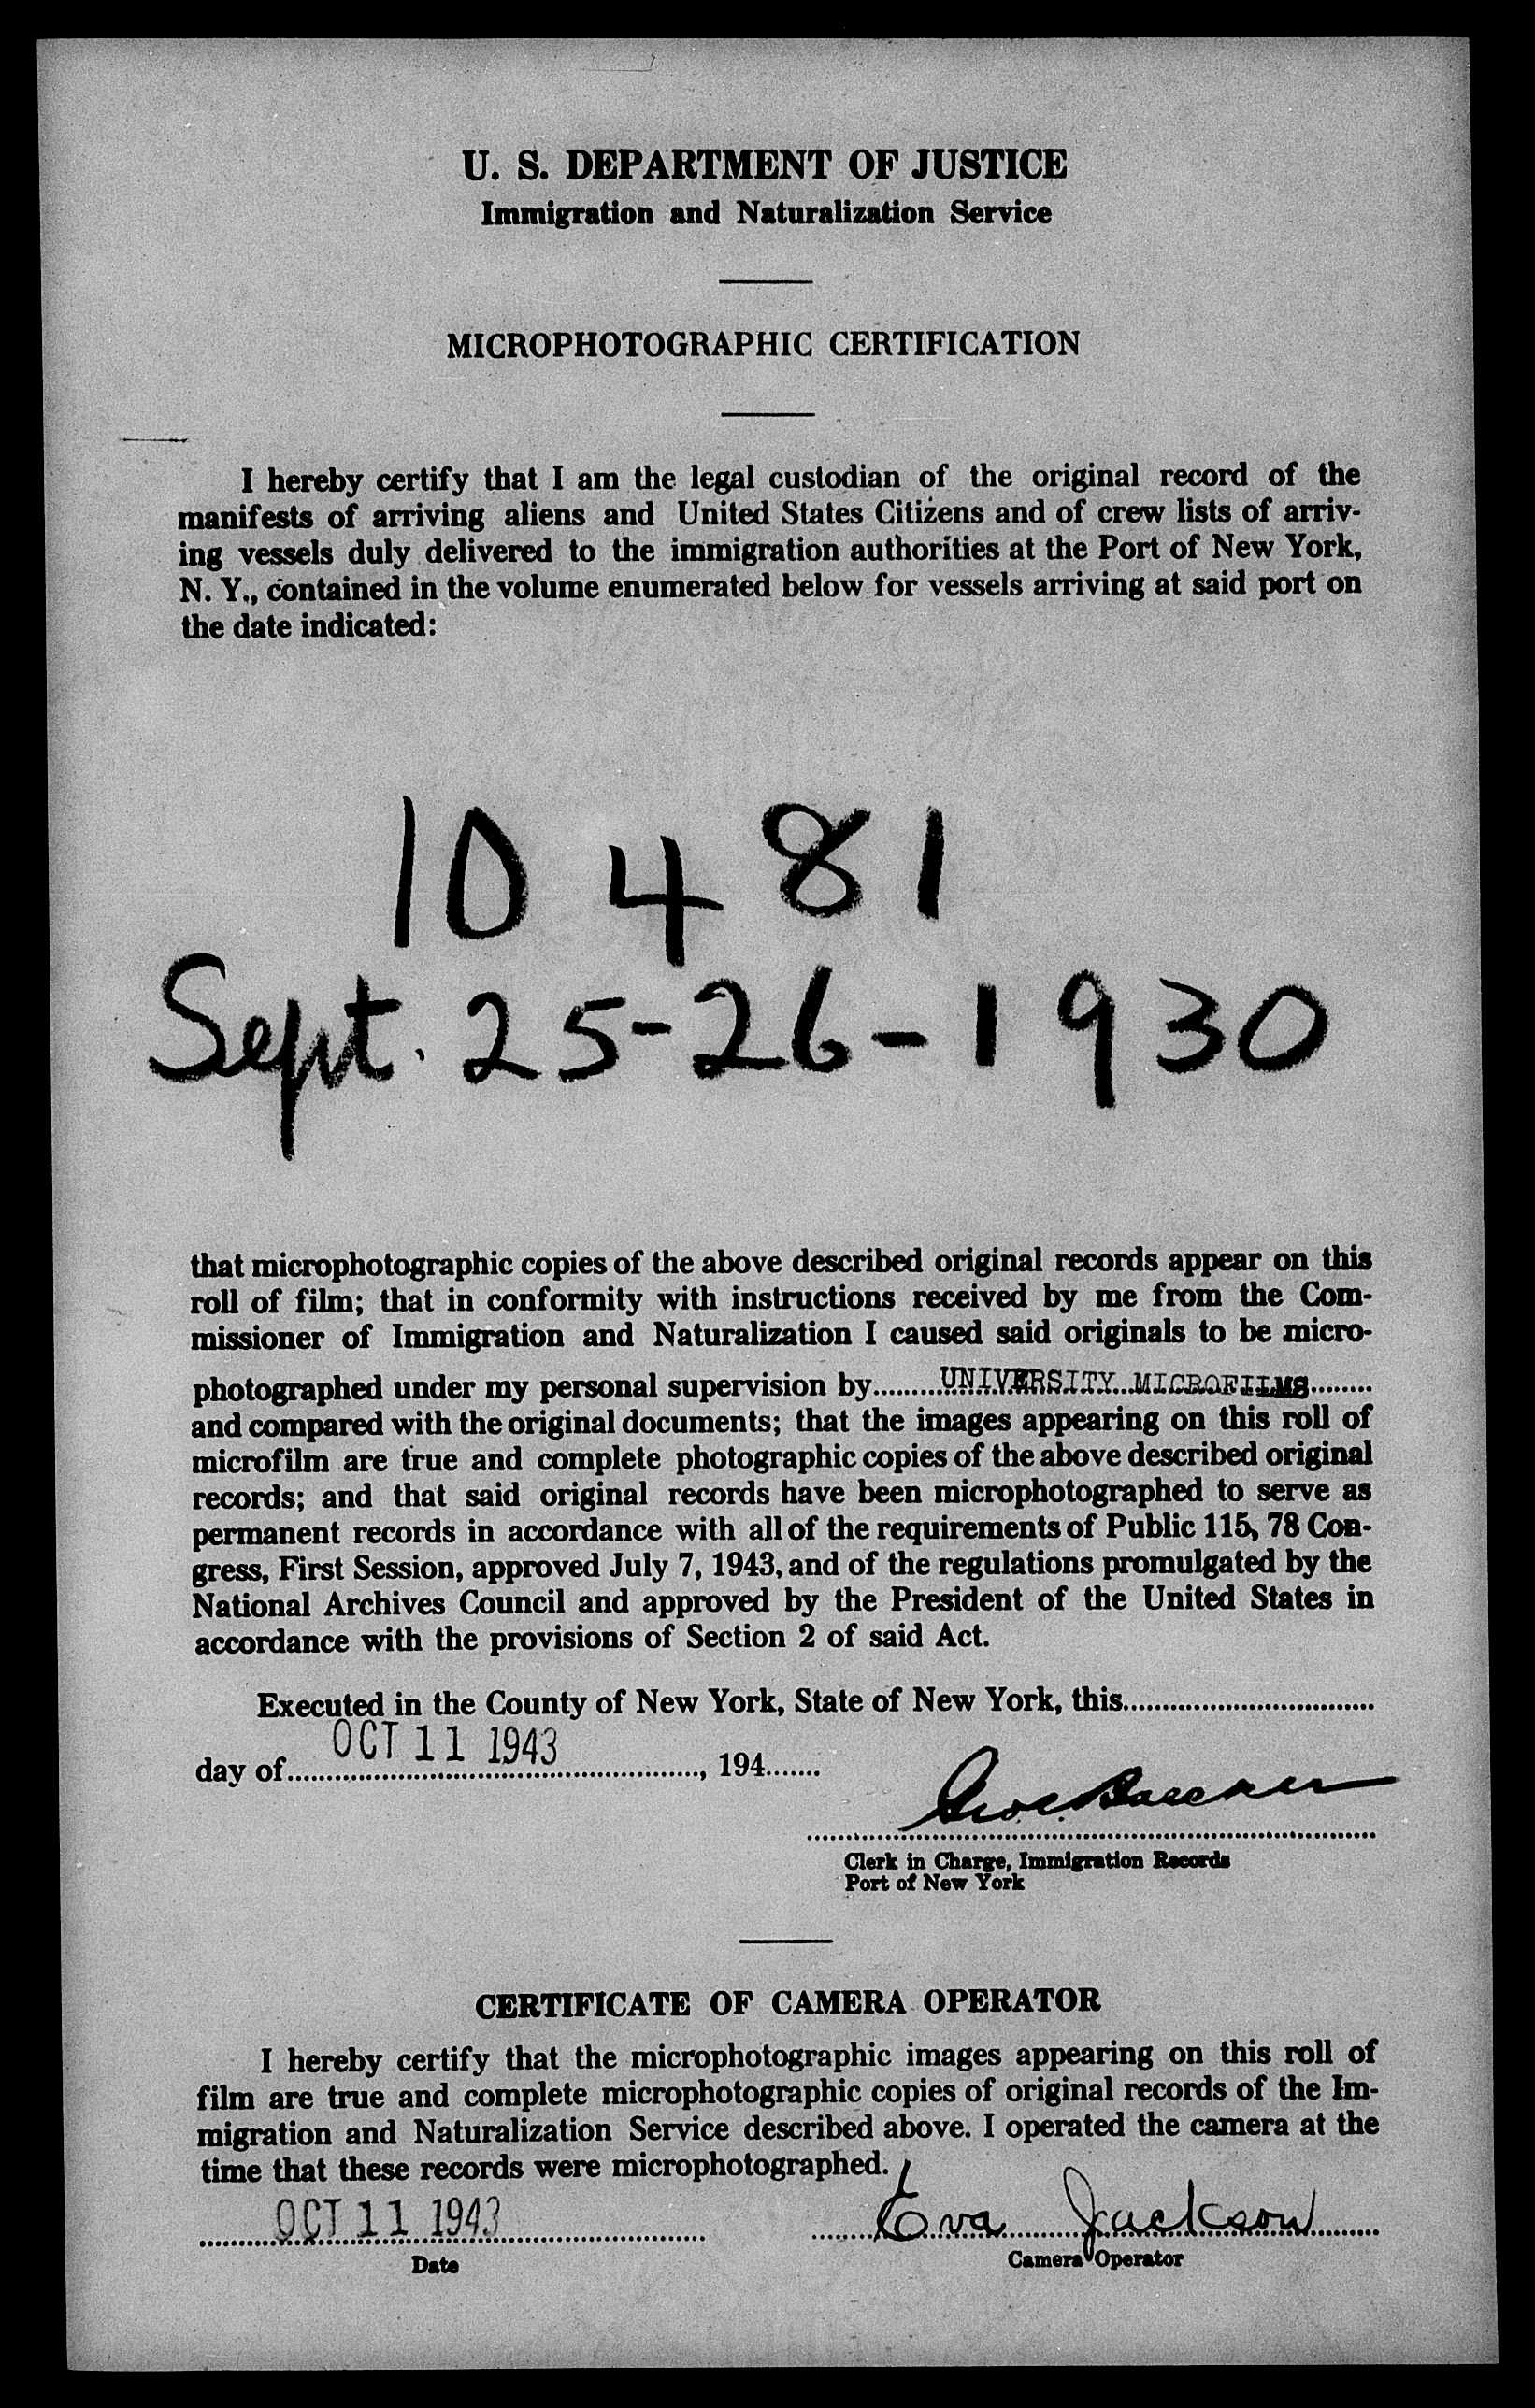 U. S. DEPARTMENT OF JUSTICE
Immigration and Naturalization Service
MICROPHOTOGRAPHIC CERTIFICATION
I hereby certify that I am the legal custodian of the original record of the
manifests of arriving aliens and United States Citizens and of crew lists of arriv-
ing vessels duly delivered to the immigration authorities at the Port of New York,
N. Y., contained in the volume enumerated below for vessels arriving at said port on
the date indicated:
10481
Sept. 25-26-1930
that microphotographic copies of the above described original records appear on this
roll of film; that in conformity with instructions received by me from the Com-
missioner of Immigration and Naturalization I caused said originals to be micro-
photographed under my personal supervision by UNIVERSITY MICROFILMS
and compared with the original documents; that the images appearing on this roll of
microfilm are true and complete photographic copies of the above described original
records; and that said original records have been microphotographed to serve as
permanent records in accordance with all of the requirements of Public 115, 78 Con-
gress, First Session, approved July 7, 1943, and of the regulations promulgated by the
National Archives Council and approved by the President of the United States in
accordance with the provisions of Section 2 of said Act.
Executed in the County of New York, State of New York, this
day of OCT 11 1943, 194
Clerk in Charge, Immigration Records
Port of New York
CERTIFICATE OF CAMERA OPERATOR
I hereby certify that the microphotographic images appearing on this roll of
film are true and complete microphotographic copies of original records of the Im-
migration and Naturalization Service described above. I operated the camera at the
time that these records were microphotographed.
OCT 11 1943 Eva Jackson
Date Camera Operator